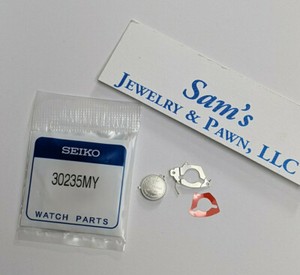 Sam's
JEWELRY & PAWN, LLC
SEIKO
30235MY
WATCH PARTS